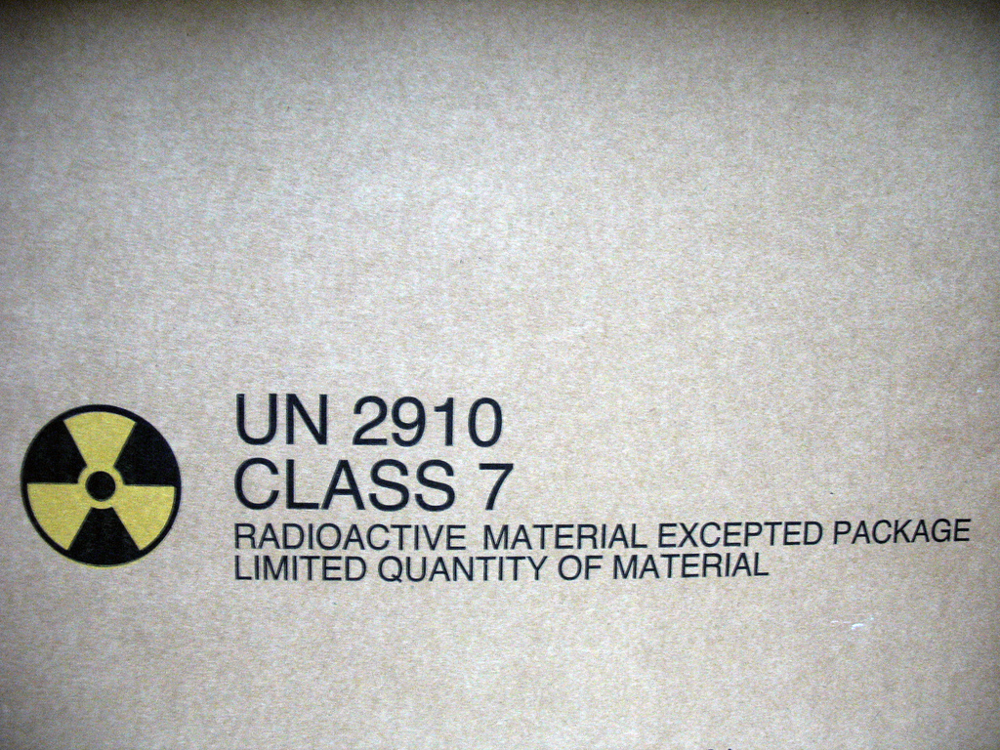 UN 2910
CLASS 7
RADIOACTIVE MATERIAL EXCEPTED PACKAGE
LIMITED QUANTITY OF MATERIAL